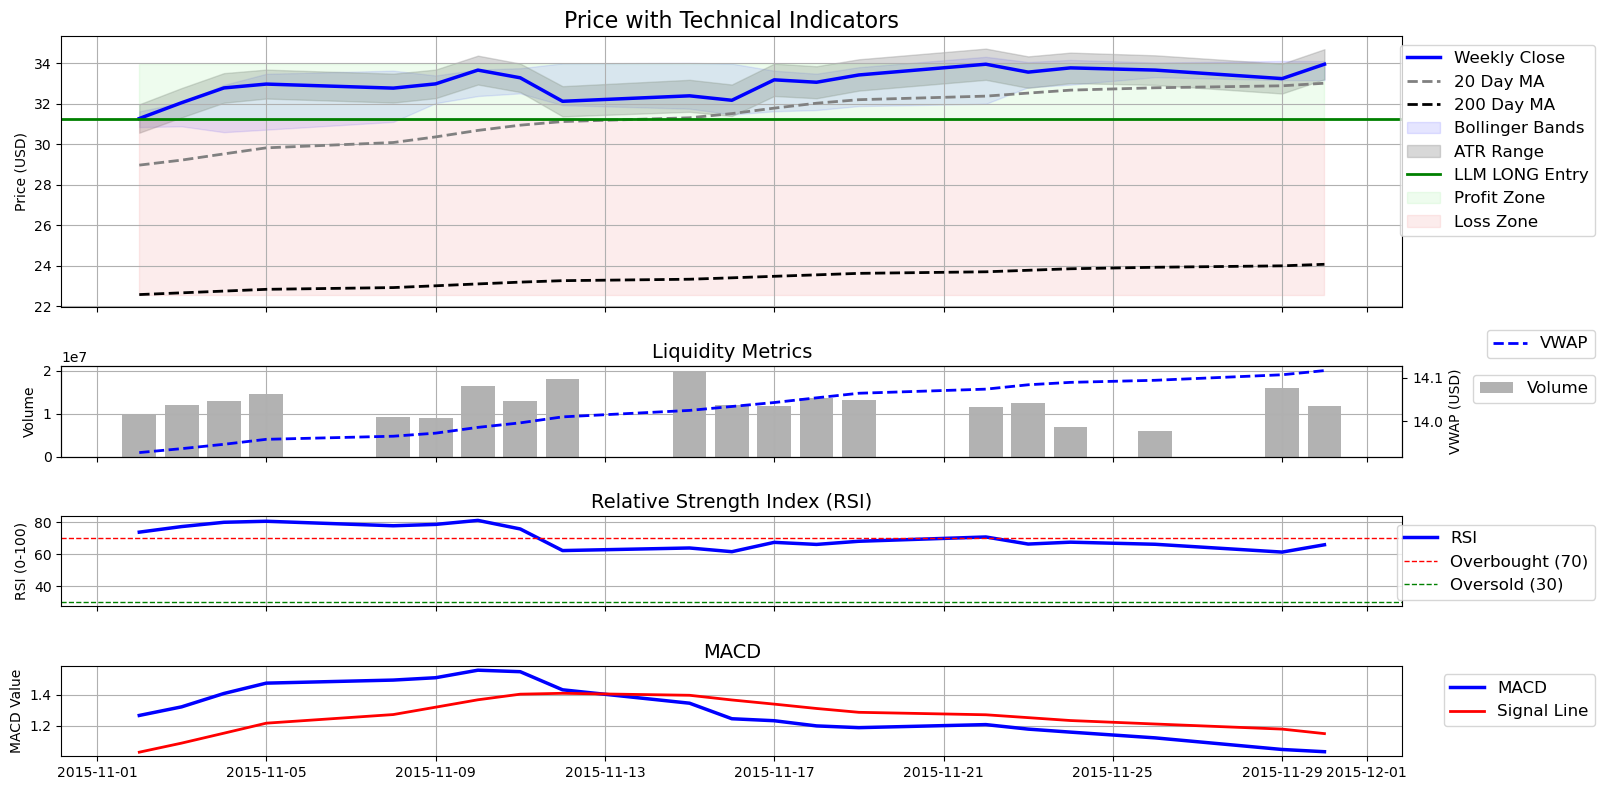 Price with Technical Indicators
Price (USD)
34
32
30
28
26
24
22
Weekly Close
20 Day MA
200 Day MA
Bollinger Bands
ATR Range
LLM LONG Entry
Profit Zone
Loss Zone
Liquidity Metrics
1e7
Volume
2
1
0
14.1
14.0
VWAP (USD)
VWAP
Volume
Relative Strength Index (RSI)
RSI (0-100)
80
60
40
RSI
Overbought (70)
Oversold (30)
MACD
MACD Value
1.4
1.2
MACD
Signal Line
2015-11-01 2015-11-05 2015-11-09 2015-11-13 2015-11-17 2015-11-21 2015-11-25 2015-11-29 2015-12-01